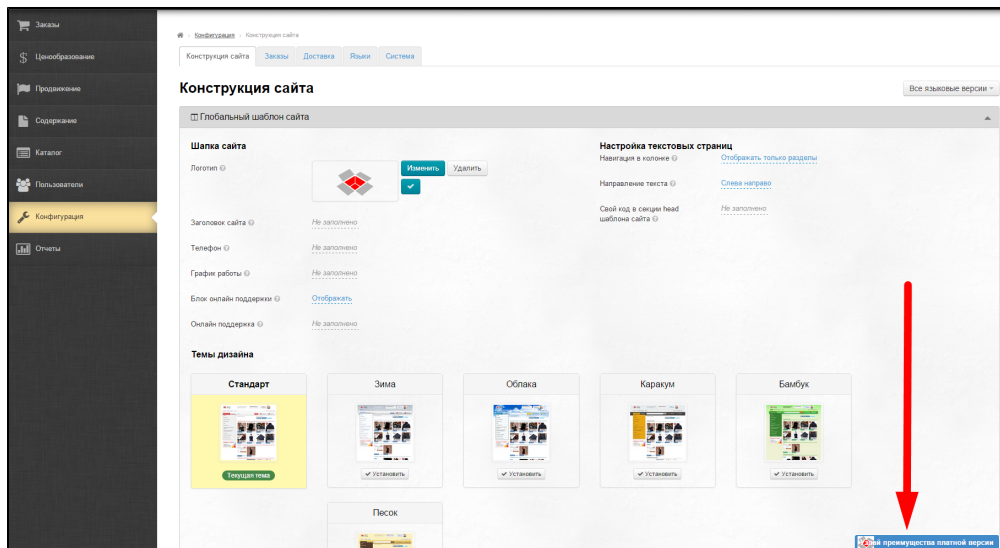 Заказы
Ценообразование
Продвижение
Содержание
Каталог
Пользователи
Конфигурация
Отчеты
Конфигурация › Конструкция сайта
Конструкция сайта Заказы Доставка Языки Система
Конструкция сайта
Все языковые версии
Глобальный шаблон сайта
Шапка сайта
Логотип
Изменить Удалить
Заголовок сайта Не заполнено
Телефон Не заполнено
График работы Не заполнено
Блок онлайн поддержки Отображать
Онлайн поддержка Не заполнено
Настройка текстовых страниц
Навигация в колонке Отображать только разделы
Направление текста Слева направо
Свой код в секции head Не заполнено
шаблона сайта
Темы дизайна
Стандарт Зима Облака Каракум Бамбук
Текущая тема Установить Установить Установить Установить
Песок
преимущества платной версии